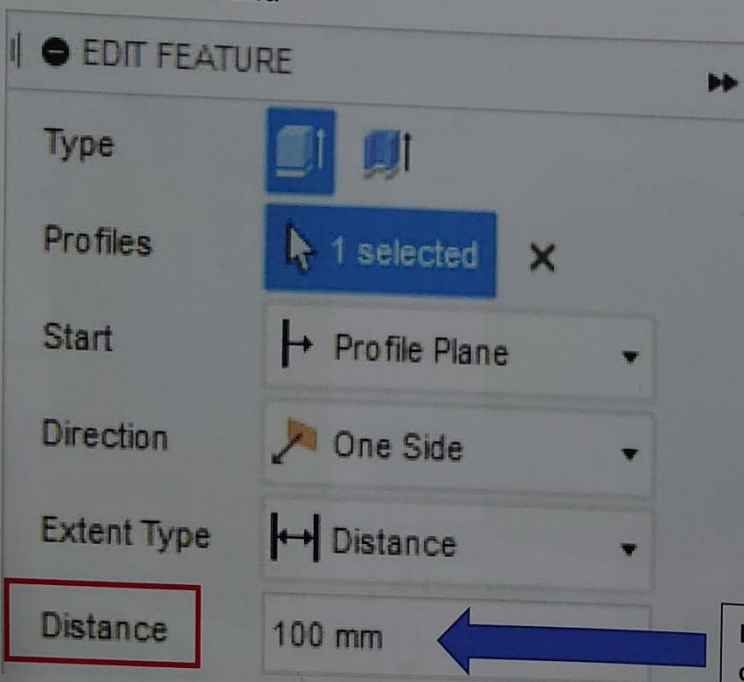 EDIT FEATURE
Type
Profiles 1 selected
Start Profile Plane
Direction One Side
Extent Type Distance
Distance 100 mm